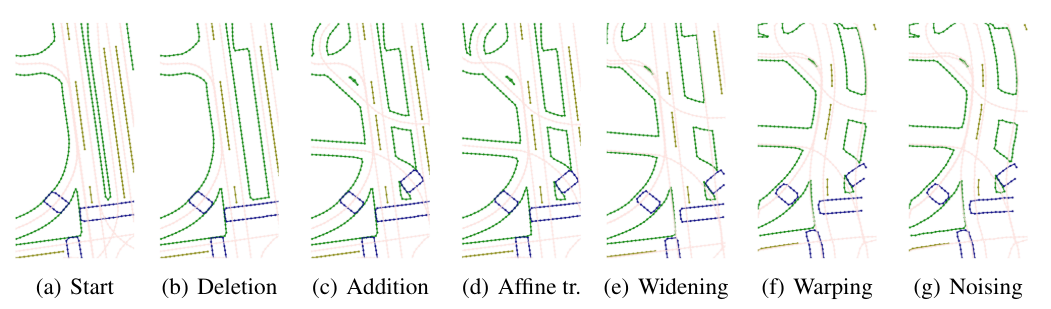 (a) Start (b) Deletion (c) Addition (d) Affine tr. (e) Widening (f) Warping (g) Noising